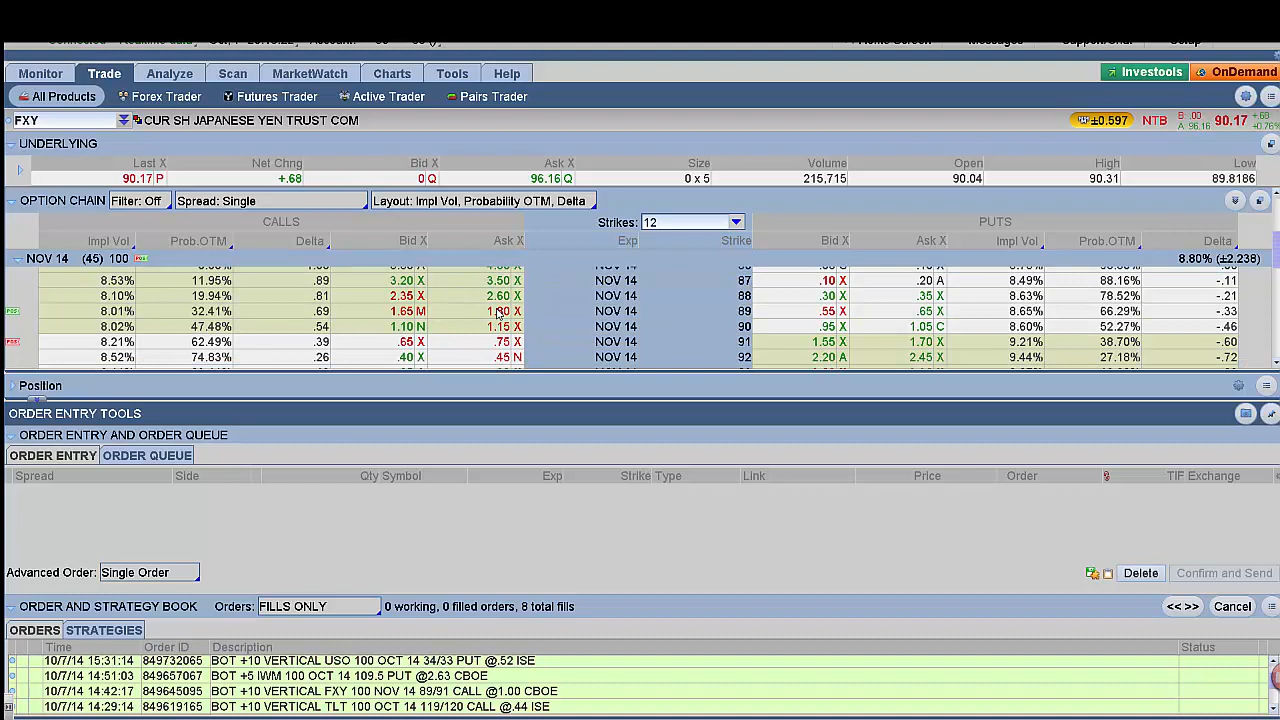 Monitor Trade Analyze Scan MarketWatch Charts Tools Help Investools OnDemand
All Products Forex Trader Futures Trader Active Trader Pairs Trader
FXY CUR SH JAPANESE YEN TRUST COM ±0.597 NTB B: .00 A: 96.16 90.17 +.68 +0.76%
UNDERLYING
Last X Net Chng Bid X Ask X Size Volume Open High Low
90.17 P +.68 0 Q 96.16 Q 0 x 5 215,715 90.04 90.31 89.8186
OPTION CHAIN Filter: Off Spread: Single Layout: Impl Vol, Probability OTM, Delta
CALLS Strikes: 12 PUTS
Impl Vol Prob.OTM Delta Bid X Ask X Exp Strike Bid X Ask X Impl Vol Prob.OTM Delta
NOV 14 (45) 100 8.80% (±2.238)
8.53% 11.95% .89 3.20 X 3.50 X NOV 14 87 .10 X .20 A 8.49% 88.16% -.11
8.10% 19.94% .81 2.35 X 2.60 X NOV 14 88 .30 X .35 X 8.63% 78.52% -.21
8.01% 32.41% .69 1.65 M X NOV 14 89 .55 X .65 X 8.65% 66.29% -.33
8.02% 47.48% .54 1.10 N 1.15 X NOV 14 90 .95 X 1.05 C 8.60% 52.27% -.46
8.21% 62.49% .39 .65 X .75 X NOV 14 91 1.55 X 1.70 X 9.21% 38.70% -.60
8.52% 74.83% .26 .40 X .45 N NOV 14 92 2.20 A 2.45 X 9.44% 27.18% -.72
Position
ORDER ENTRY TOOLS
ORDER ENTRY AND ORDER QUEUE
ORDER ENTRY ORDER QUEUE
Spread Side Qty Symbol Exp Strike Type Link Price Order TIF Exchange
Advanced Order: Single Order Delete Confirm and Send
ORDER AND STRATEGY BOOK Orders: FILLS ONLY 0 working, 0 filled orders, 8 total fills << >> Cancel
ORDERS STRATEGIES
Time Order ID Description Status
10/7/14 15:31:14 849732065 BOT +10 VERTICAL USO 100 OCT 14 34/33 PUT @.52 ISE
10/7/14 14:51:03 849657067 BOT +5 IWM 100 OCT 14 109.5 PUT @2.63 CBOE
10/7/14 14:42:17 849645095 BOT +10 VERTICAL FXY 100 NOV 14 89/91 CALL @1.00 CBOE
10/7/14 14:29:14 849619165 BOT +10 VERTICAL TLT 100 OCT 14 119/120 CALL @.44 ISE